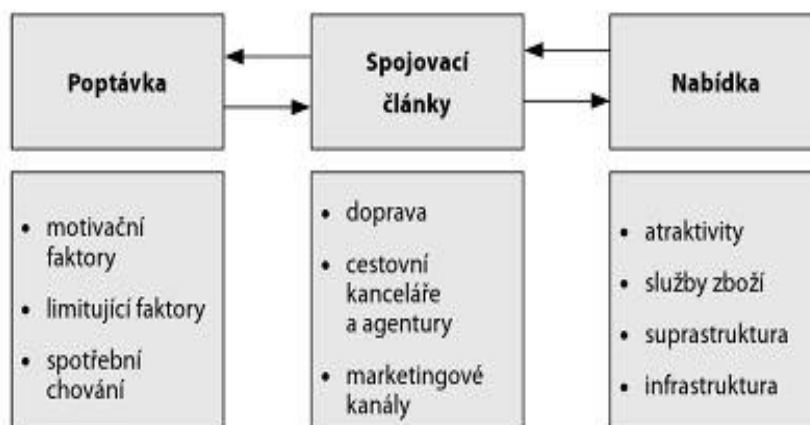 Poptávka
Spojovací
články
Nabídka
• motivační
faktory
• limitující faktory
• spotřební
chování
• doprava
• cestovní
kanceláře
a agentury
• marketingové
kanály
• atraktivity
• služby zboží
• suprastruktura
• infrastruktura